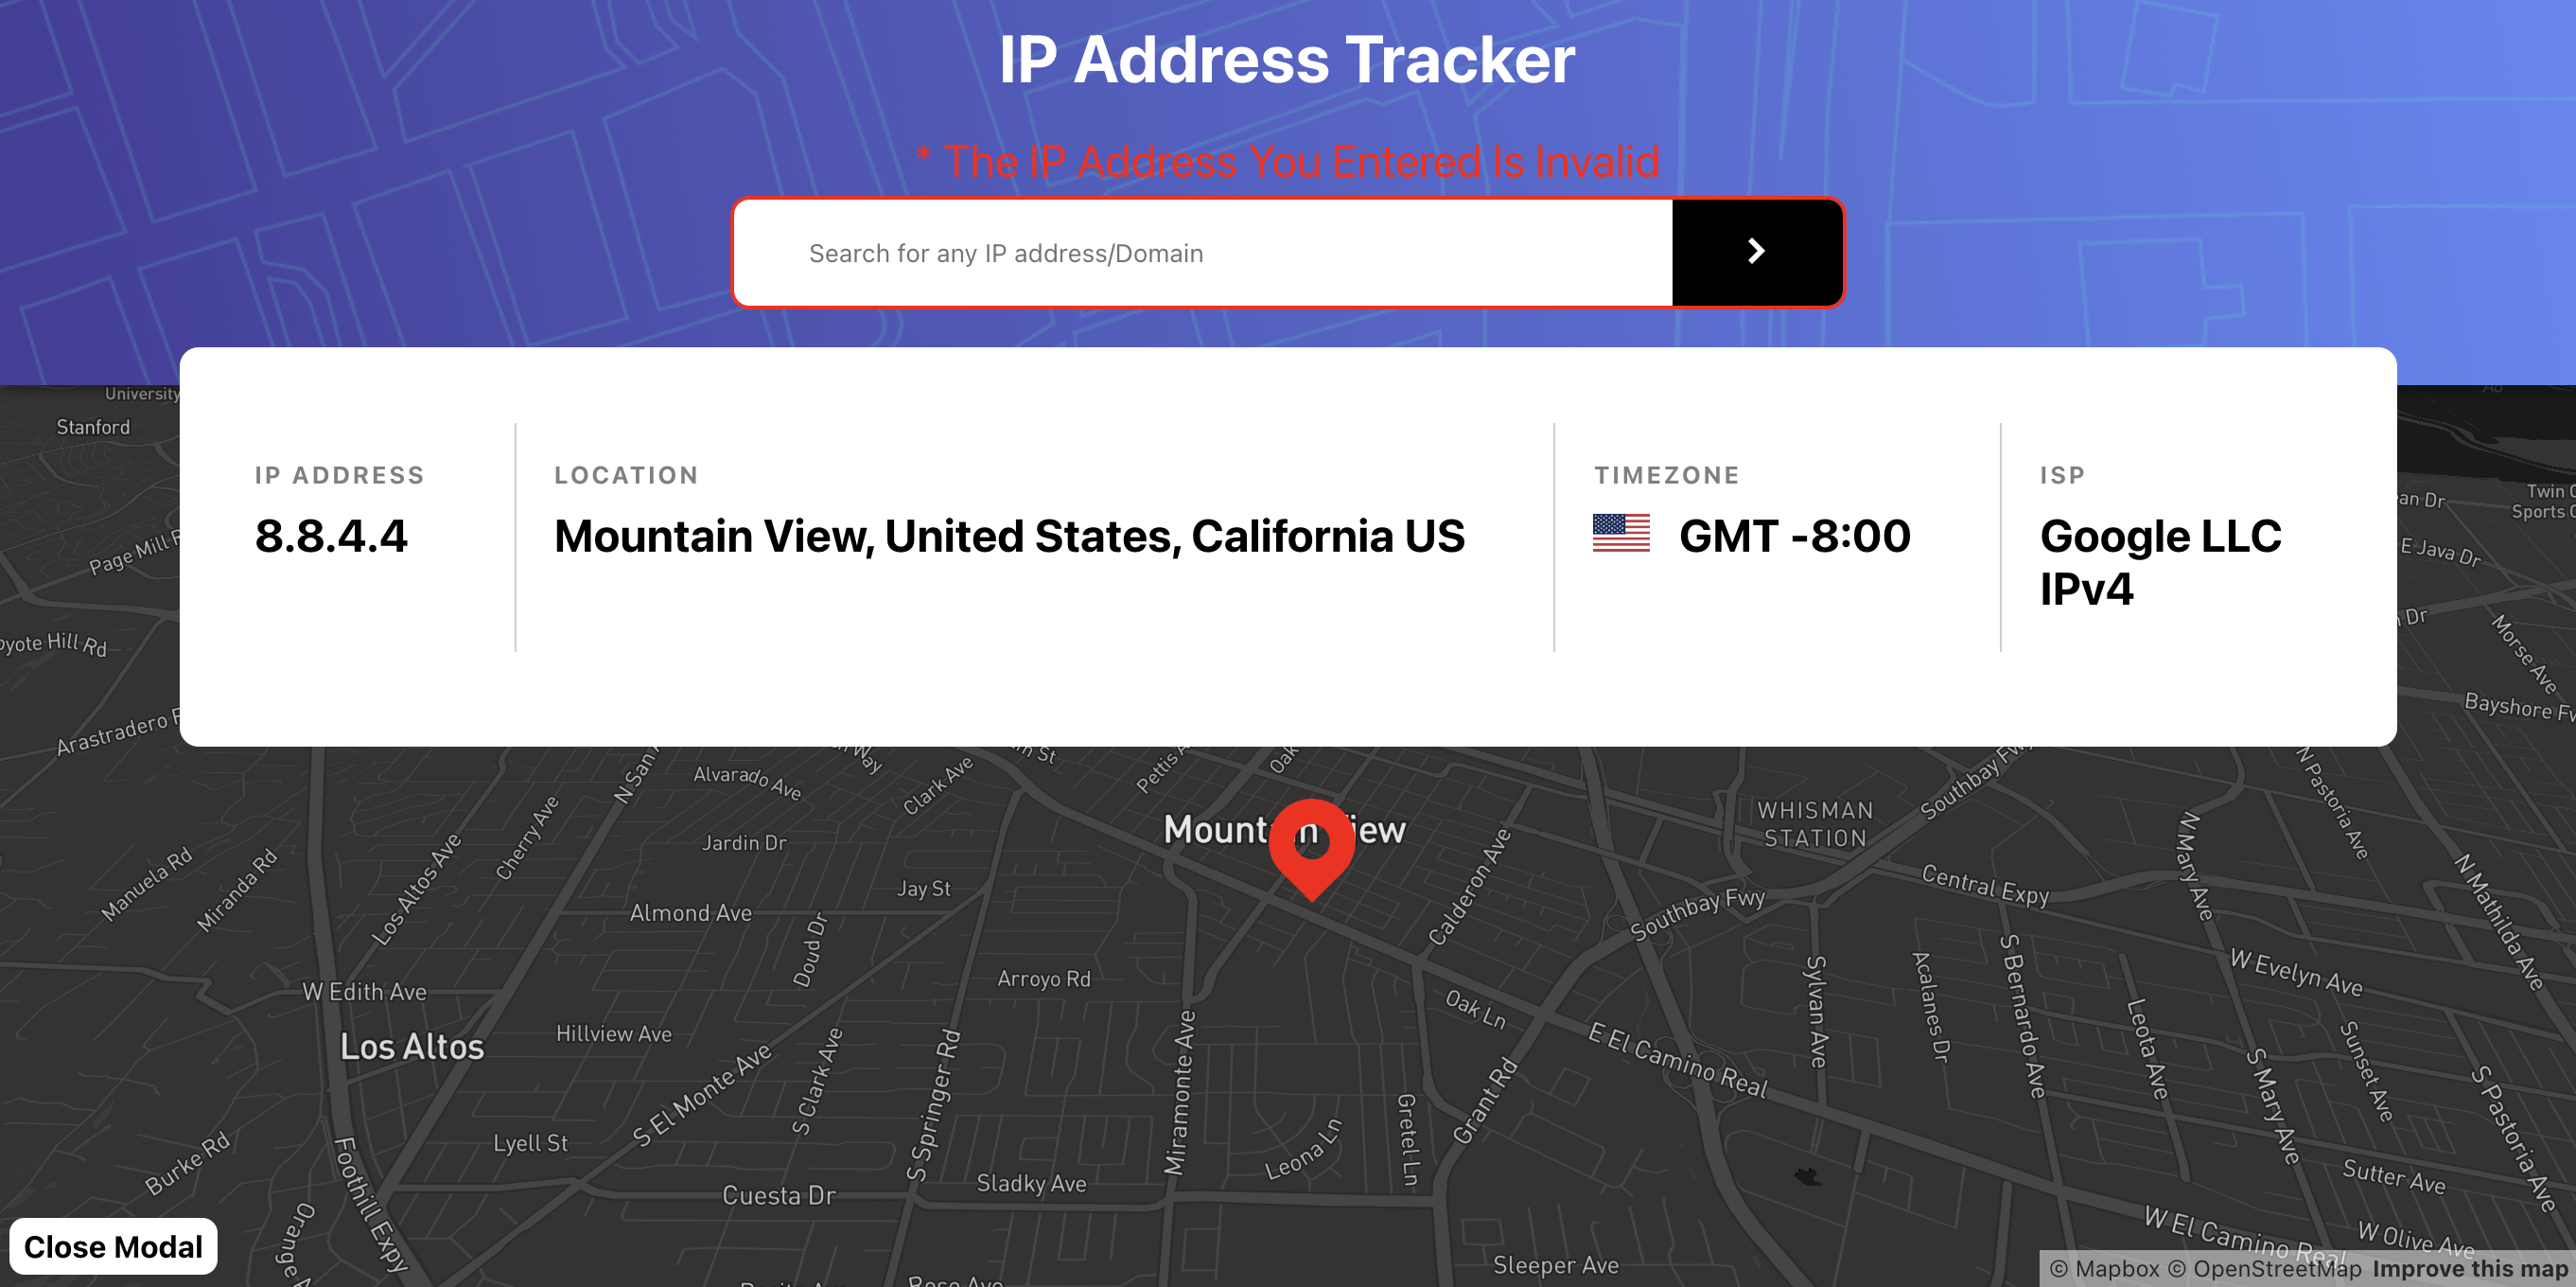 IP Address Tracker
* The IP Address You Entered Is Invalid
Search for any IP address/Domain
IP ADDRESS
8.8.4.4
LOCATION
Mountain View, United States, California US
TIMEZONE
GMT -8:00
ISP
Google LLC
IPv4
University
Stanford
Page Mill
Hill Rd
Arastradero
an Dr
E Java Dr
Dr
Morse Ave
Twin
Sports
Bayshore
N San
Alvarado Ave
Way
Clark Ave
St
Pettis
Oak
Jardin Dr
Cherry Ave
Los Altos Ave
Manuela Rd
Miranda Rd
Jay St
Almond Ave
Doud Dr
Calderon Ave
WHISMAN
STATION
Southbay
Southbay Fwy
Central Expy
N Mary Ave
N Pastoria Ave
N Mathilda Ave
W Evelyn Ave
W Edith Ave
Arroyo Rd
Oak Ln
Sylvan Ave
Acalanes Dr
S Bernardo Ave
Leota Ave
Sunset Ave
Los Altos
Hillview Ave
S El Monte Ave
S Clark Ave
S Springer Rd
Miramonte Ave
E El Camino Real
Grant Rd
Gretel Ln
Leona Ln
S Mary Ave
S Pastoria Ave
Burke Rd
Lyell St
Foothill Expy
Cuesta Dr
Sladky Ave
Sutter Ave
Orange
W El Camino Real
W Olive Ave
Sleeper Ave
Close Modal
© Mapbox © OpenStreetMap Improve this map